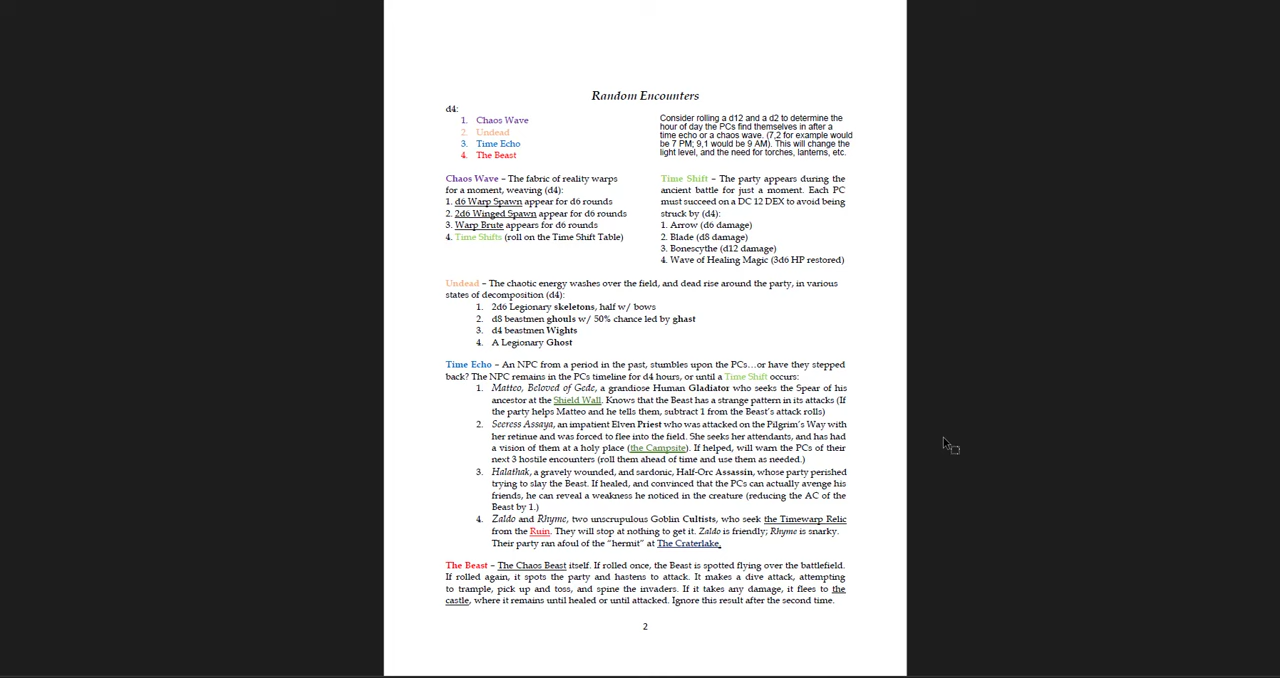 Random Encounters
d4:
1. Chaos Wave
2. Undead
3. Time Echo
4. The Beast
Consider rolling a d12 and a d2 to determine the
hour of day the PCs find themselves in after a
time echo or a chaos wave. (7,2 for example would
be 7 PM; 9,1 would be 9 AM). This will change the
light level, and the need for torches, lanterns, etc.
Chaos Wave – The fabric of reality warps
for a moment, weaving (d4):
1. d6 Warp Spawn appear for d6 rounds
2. 2d6 Winged Spawn appear for d6 rounds
3. Warp Brute appears for d6 rounds
4. Time Shifts (roll on the Time Shift Table)
Time Shift – The party appears during the
ancient battle for just a moment. Each PC
must succeed on a DC 12 DEX to avoid being
struck by (d4):
1. Arrow (d6 damage)
2. Blade (d8 damage)
3. Bonescythe (d12 damage)
4. Wave of Healing Magic (3d6 HP restored)
Undead – The chaotic energy washes over the field, and dead rise around the party, in various
states of decomposition (d4):
1. 2d6 Legionary skeletons, half w/ bows
2. d8 beastmen ghouls w/ 50% chance led by ghast
3. d4 beastmen Wights
4. A Legionary Ghost
Time Echo – An NPC from a period in the past, stumbles upon the PCs…or have they stepped
back? The NPC remains in the PCs timeline for d4 hours, or until a Time Shift occurs:
1. Matteo, Beloved of Gede, a grandiose Human Gladiator who seeks the Spear of his
ancestor at the Shield Wall. Knows that the Beast has a strange pattern in its attacks (If
the party helps Matteo and he tells them, subtract 1 from the Beast's attack rolls)
2. Seeress Assaya, an impatient Elven Priest who was attacked on the Pilgrim's Way with
her retinue and was forced to flee into the field. She seeks her attendants, and has had
a vision of them at a holy place (the Campsite). If helped, will warn the PCs of their
next 3 hostile encounters (roll them ahead of time and use them as needed.)
3. Halathak, a gravely wounded, and sardonic, Half-Orc Assassin, whose party perished
trying to slay the Beast. If healed, and convinced that the PCs can actually avenge his
friends, he can reveal a weakness he noticed in the creature (reducing the AC of the
Beast by 1.)
4. Zaldo and Rhyme, two unscrupulous Goblin Cultists, who seek the Timewarp Relic
from the Ruin. They will stop at nothing to get it. Zaldo is friendly; Rhyme is snarky.
Their party ran afoul of the "hermit" at The Craterlake.
The Beast – The Chaos Beast itself. If rolled once, the Beast is spotted flying over the battlefield.
If rolled again, it spots the party and hastens to attack. It makes a dive attack, attempting
to trample, pick up and toss, and spine the invaders. If it takes any damage, it flees to the
castle, where it remains until healed or until attacked. Ignore this result after the second time.
2